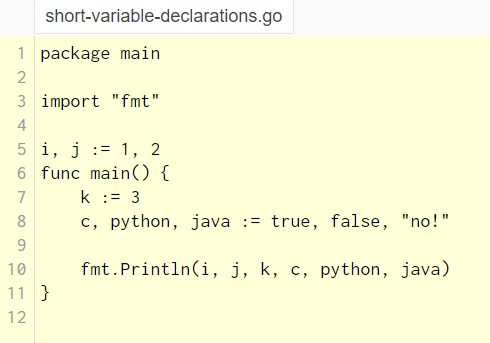 short-variable-declarations.go
1 package main
2
3 import "fmt"
4
5 i, j := 1, 2
6 func main() {
7     k := 3
8     c, python, java := true, false, "no!"
9
10     fmt.Println(i, j, k, c, python, java)
11 }
12